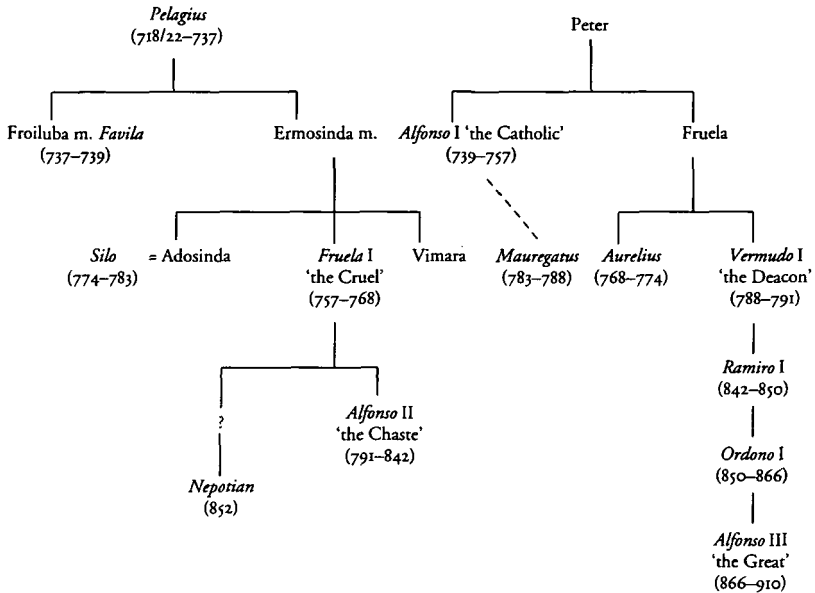 Pelagius
(718/22–737)
Peter
Froiluba m. Favila
(737–739)
Ermosinda m.
Alfonso I 'the Catholic'
(739–757)
Fruela
Silo
(774–783)
= Adosinda
Fruela I
'the Cruel'
(757–768)
Vimara
Mauregatus
(783–788)
Aurelius
(768–774)
Vermudo I
'the Deacon'
(788–791)
Ramiro I
(842–850)
?
Alfonso II
'the Chaste'
(791–842)
Ordono I
(850–866)
Nepotian
(852)
Alfonso III
'the Great'
(866–910)